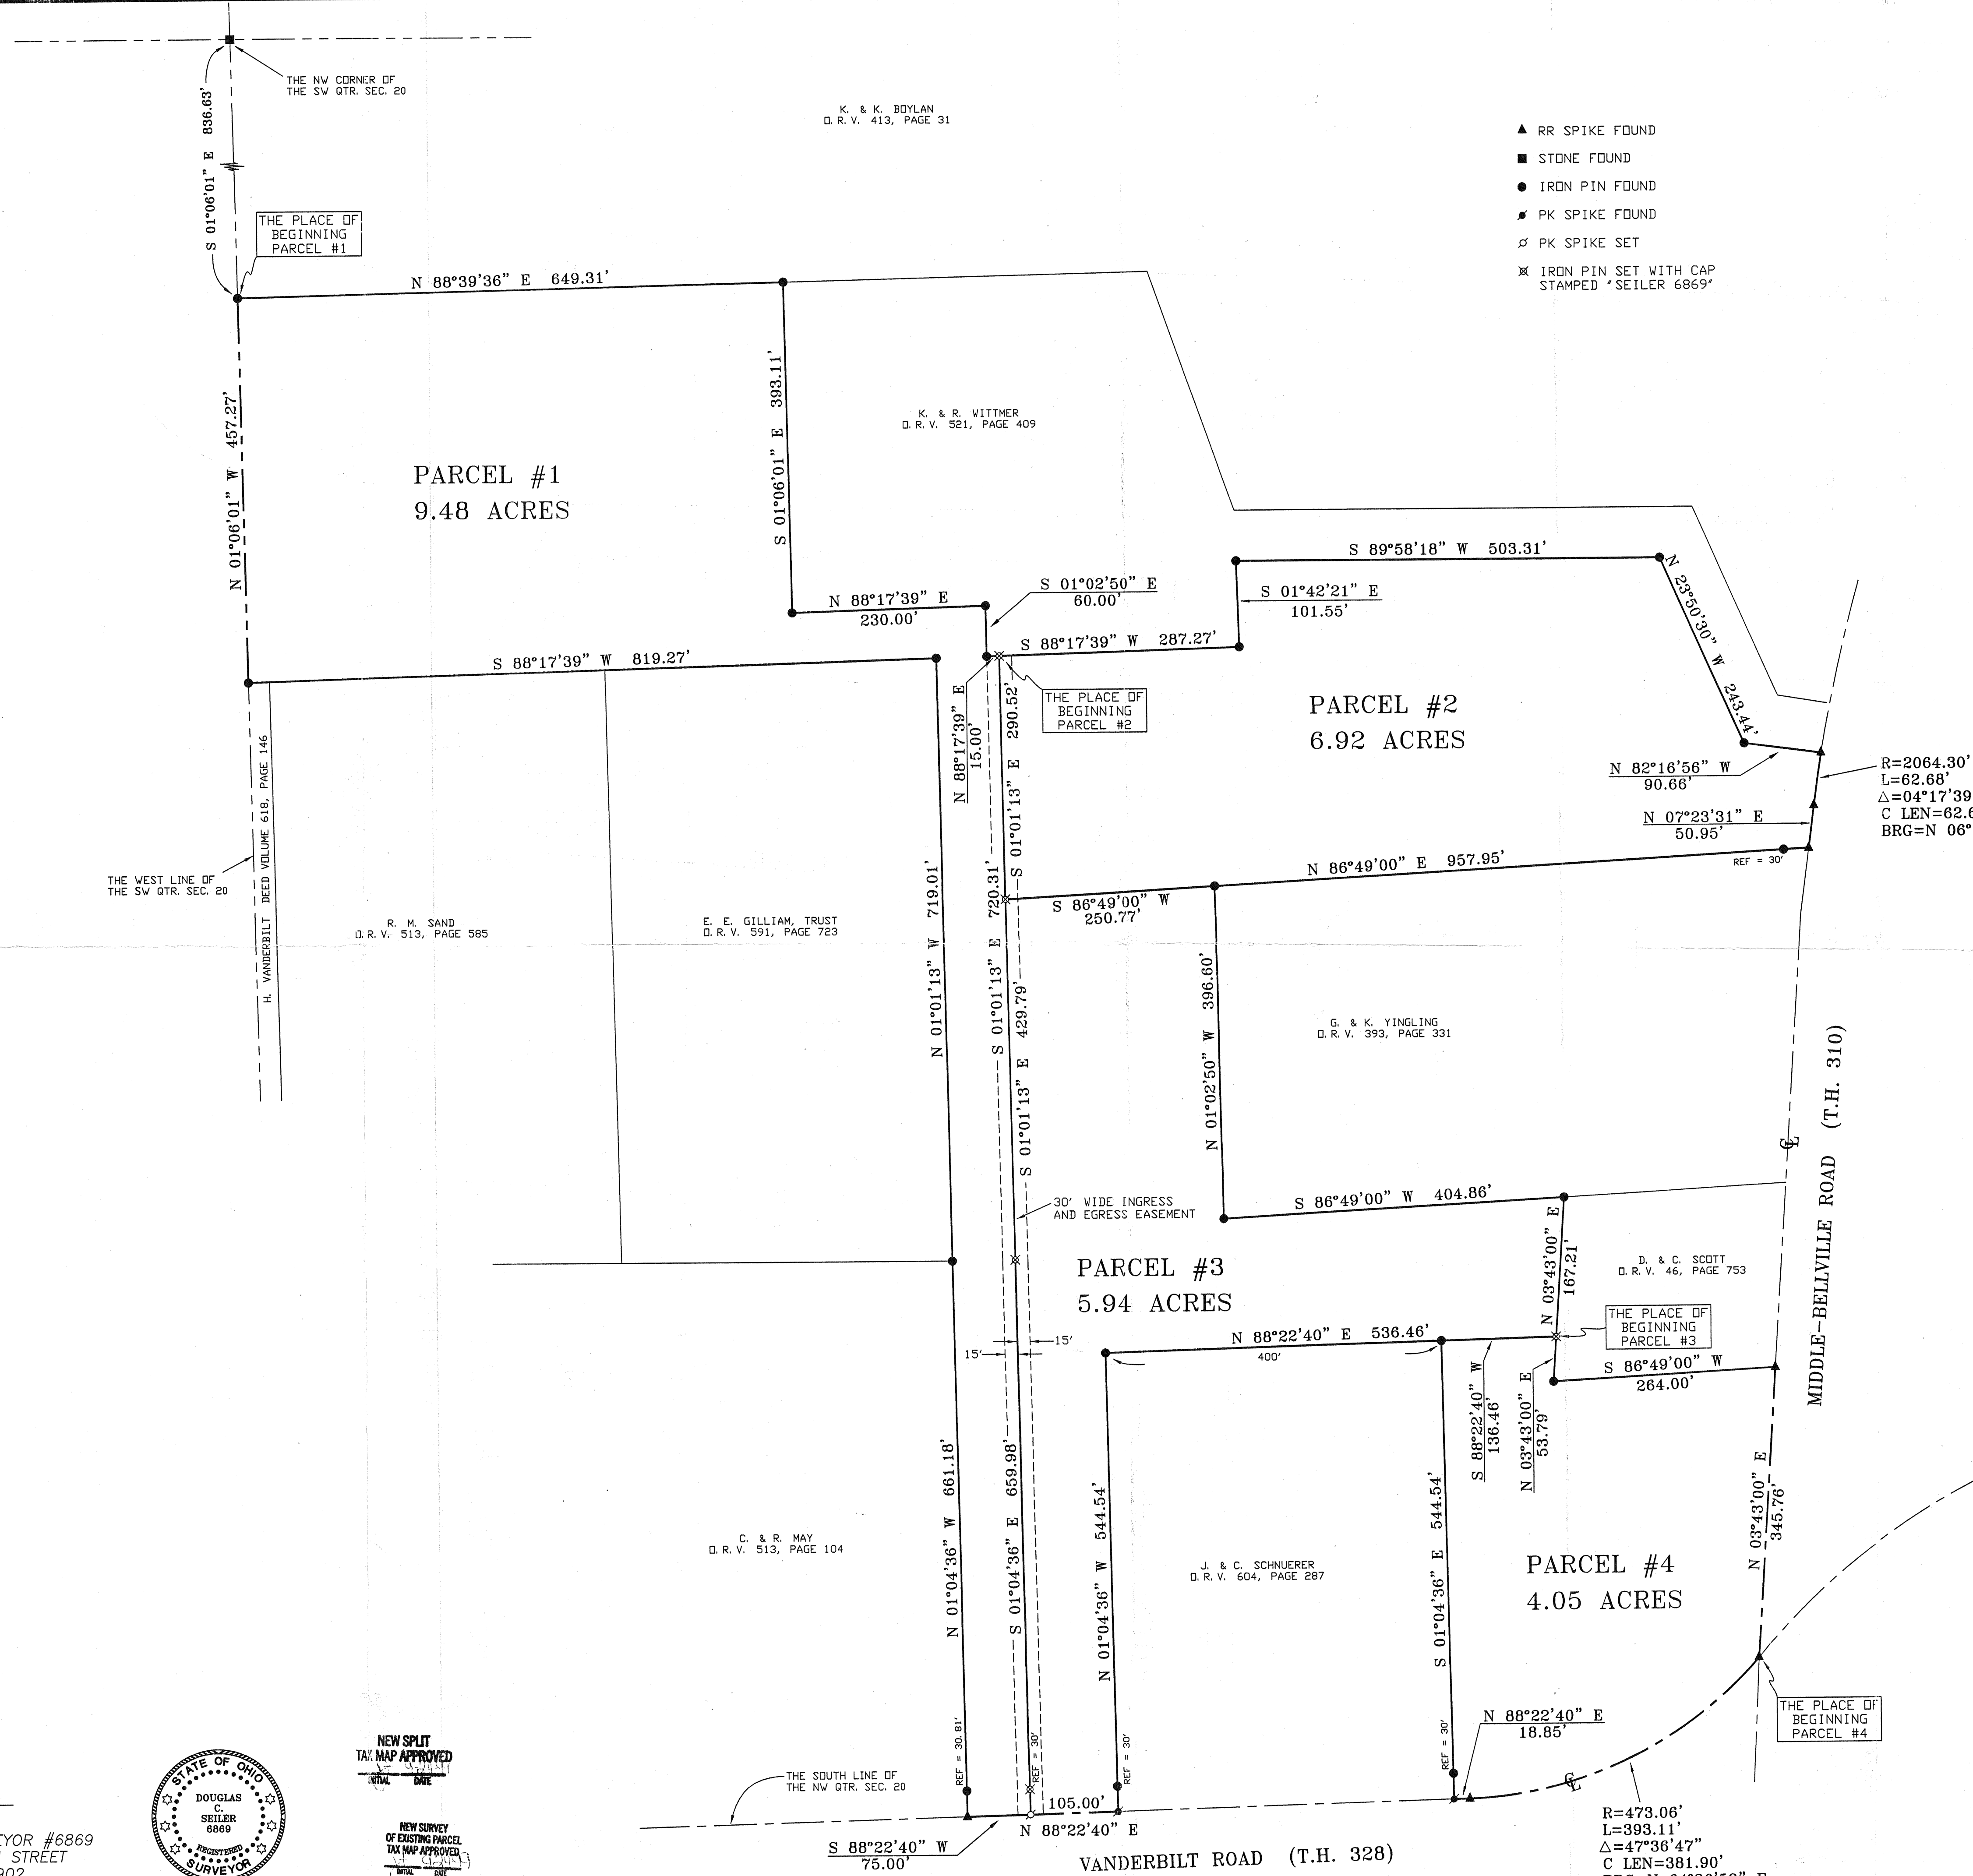 THE NW CORNER OF
THE SW QTR. SEC. 20
S 01°06'01" E 836.63'
K. & K. BOYLAN
O.R.V. 413, PAGE 31
RR SPIKE FOUND
STONE FOUND
IRON PIN FOUND
PK SPIKE FOUND
PK SPIKE SET
IRON PIN SET WITH CAP
STAMPED "SEILER 6869"
THE PLACE OF
BEGINNING
PARCEL #1
N 88°39'36" E 649.31'
N 01°06'01" W 457.27'
PARCEL #1
9.48 ACRES
S 01°06'01" E 393.11'
K. & R. WITTMER
O.R.V. 521, PAGE 409
N 88°17'39" E
230.00'
S 01°02'50" E
60.00'
S 89°58'18" W 503.31'
S 01°42'21" E
101.55'
N 23°50'30" W 243.44'
S 88°17'39" W 819.27'
S 88°17'39" W 287.27'
N 88°17'39" E
15.00'
THE PLACE OF
BEGINNING
PARCEL #2
S 01°01'13" E 290.52'
PARCEL #2
6.92 ACRES
N 82°16'56" W
90.66'
R=2064.30'
L=62.68'
△=04°17'39
C LEN=62.6
BRG=N 06°
N 07°23'31" E
50.95'
N 86°49'00" E 957.95'
REF = 30'
S 86°49'00" W
250.77'
THE WEST LINE OF
THE SW QTR. SEC. 20
H. VANDERBILT DEED VOLUME 618, PAGE 146
R. M. SAND
O.R.V. 513, PAGE 585
E. E. GILLIAM, TRUST
O.R.V. 591, PAGE 723
N 01°01'13" W 719.01'
S 01°01'13" E 720.31'
S 01°01'13" E 429.79'
N 01°02'50" W 396.60'
G. & K. YINGLING
O.R.V. 393, PAGE 331
MIDDLE-BELLVILLE ROAD (T.H. 310)
CL
S 86°49'00" W 404.86'
30' WIDE INGRESS
AND EGRESS EASEMENT
PARCEL #3
5.94 ACRES
N 03°43'00" E
167.21'
D. & C. SCOTT
O.R.V. 46, PAGE 753
THE PLACE OF
BEGINNING
PARCEL #3
15'
15'
N 88°22'40" E 536.46'
400'
S 86°49'00" W
264.00'
S 88°22'40" W
136.46'
N 03°43'00" E
53.79'
N 01°04'36" W 661.18'
S 01°04'36" E 659.98'
N 01°04'36" W 544.54'
S 01°04'36" E 544.54'
N 03°43'00" E
345.76'
C. & R. MAY
O.R.V. 513, PAGE 104
J. & C. SCHNUERER
O.R.V. 604, PAGE 287
PARCEL #4
4.05 ACRES
THE PLACE OF
BEGINNING
PARCEL #4
N 88°22'40" E
18.85'
REF = 30.81'
REF = 30'
REF = 30'
REF = 30'
CL
THE SOUTH LINE OF
THE NW QTR. SEC. 20
105.00'
N 88°22'40" E
S 88°22'40" W
75.00'
VANDERBILT ROAD (T.H. 328)
R=473.06'
L=393.11'
△=47°36'47"
C LEN=381.90'
NEW SPLIT
TAX MAP APPROVED
INITIAL DATE
NEW SURVEY
OF EXISTING PARCEL
TAX MAP APPROVED
INITIAL DATE
STATE OF OHIO
DOUGLAS
C.
SEILER
6869
REGISTERED
SURVEYOR
YOR #6869
STREET
902